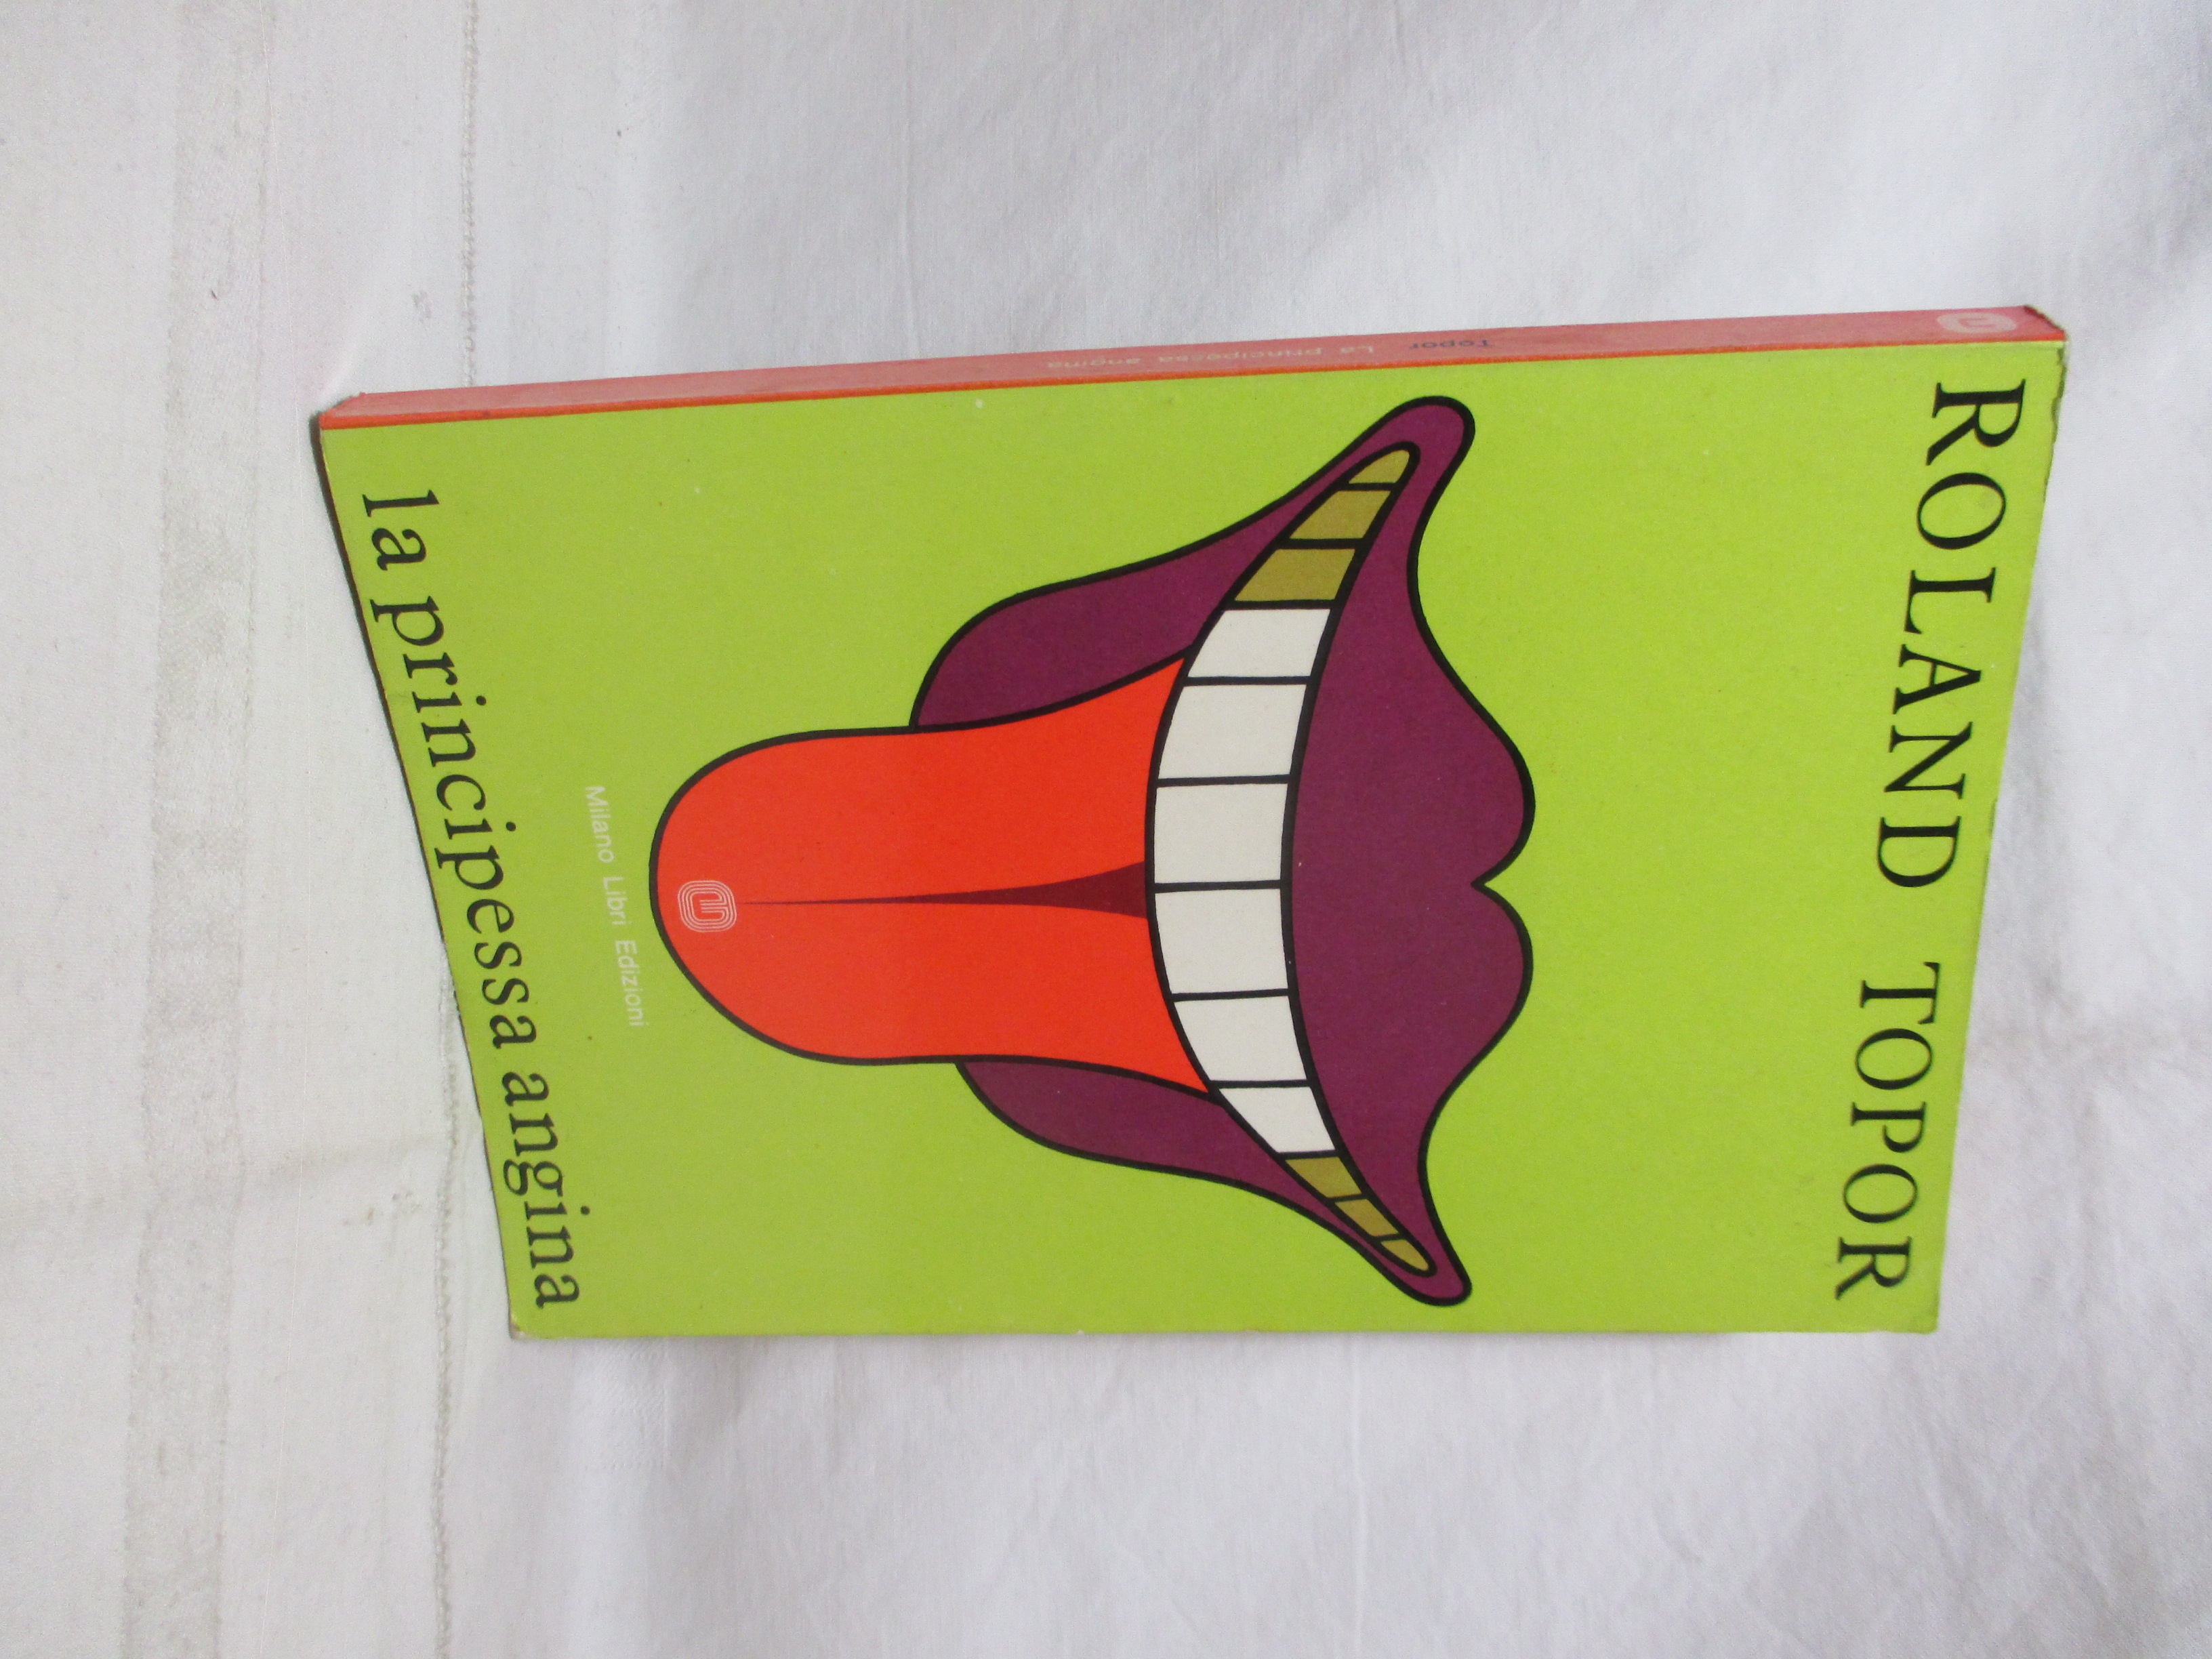 ROLAND TOPOR
Milano Libri Edizioni
la principessa angina
Topor La principessa angina